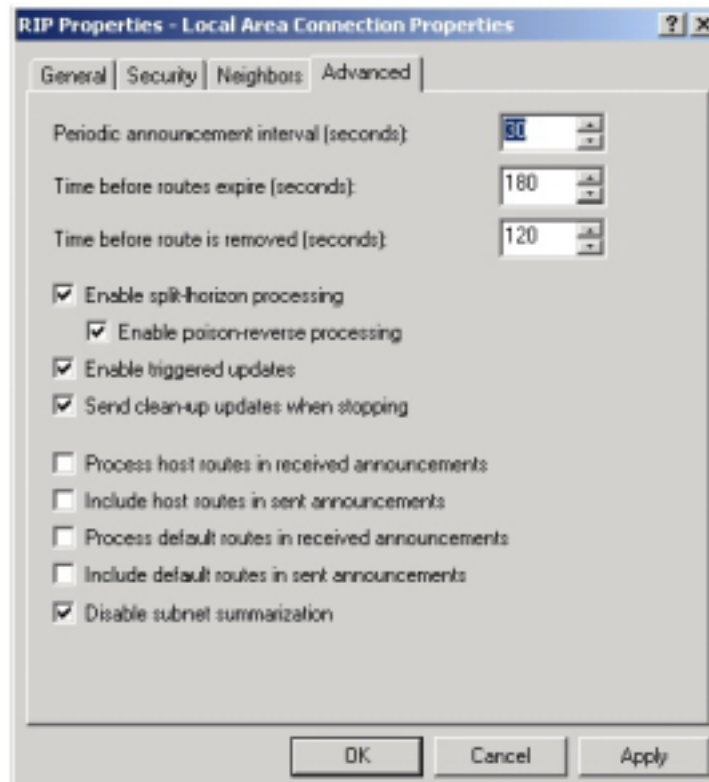 RIP Properties - Local Area Connection Properties
General Security Neighbors Advanced
Periodic announcement interval (seconds): 30
Time before routes expire (seconds): 180
Time before route is removed (seconds): 120
Enable split-horizon processing
Enable poison-reverse processing
Enable triggered updates
Send clean-up updates when stopping
Process host routes in received announcements
Include host routes in sent announcements
Process default routes in received announcements
Include default routes in sent announcements
Disable subnet summarization
OK Cancel Apply